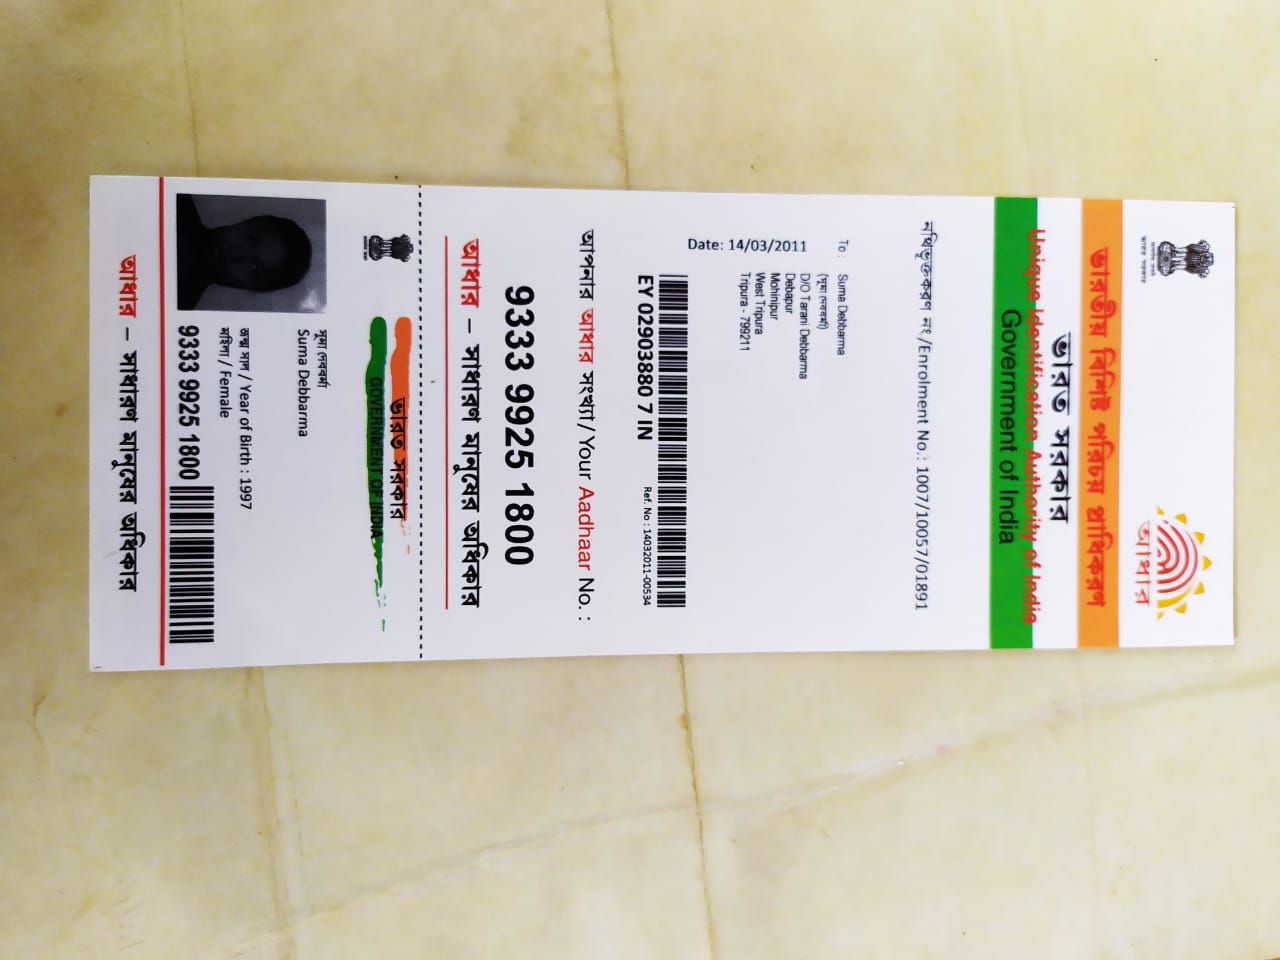 ভারত সরকার
আধার
ভারতীয় বিশিষ্ট পরিচয় প্রাধিকরণ
ভারত সরকার
Unique Identification Authority of India
Government of India
নথিভূক্তকরণ নং/Enrolment No.: 1007/10057/01891
To : Suma Debbarma
(সূমা দেববর্মা)
D/O Tarani Debbarma
Debapur
Mohinipur
West Tripura
Tripura - 799211
Date: 14/03/2011
EY 02903880 7 IN
Ref. No : 14032011-00534
আপনার আধার সংখ্যা/ Your Aadhaar No. :
9333 9925 1800
আধার – সাধারণ মানুষের অধিকার
ভারত সরকার
GOVERNMENT OF INDIA
সূমা দেববর্মা
Suma Debbarma
জন্ম সাল / Year of Birth : 1997
মহিলা / Female
9333 9925 1800
আধার – সাধারণ মানুষের অধিকার